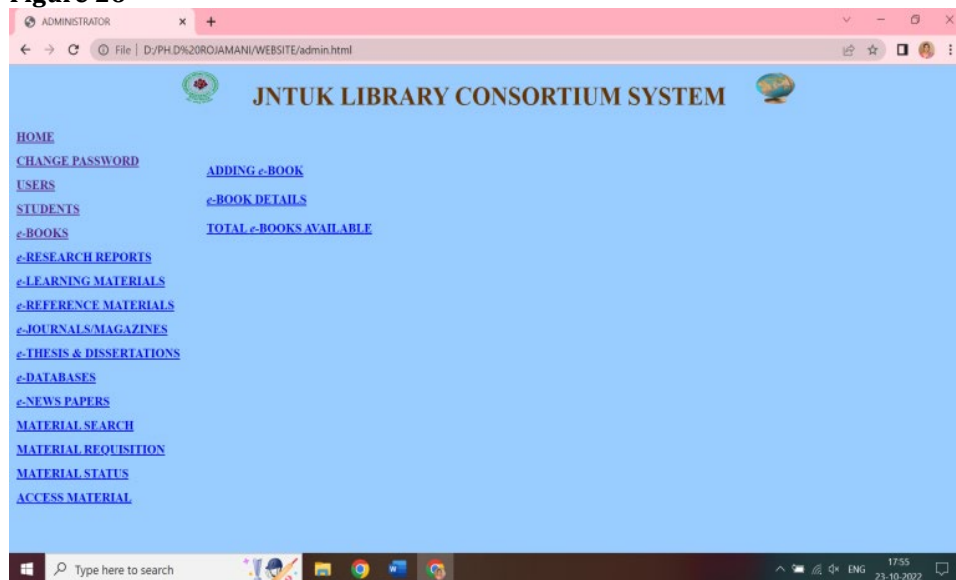 Figure 26
ADMINISTRATOR
File | D:/PH.D%20ROJAMANI/WEBSITE/admin.html
JNTUK LIBRARY CONSORTIUM SYSTEM
HOME
CHANGE PASSWORD
USERS
STUDENTS
e-BOOKS
e-RESEARCH REPORTS
e-LEARNING MATERIALS
e-REFERENCE MATERIALS
e-JOURNALS/MAGAZINES
e-THESIS & DISSERTATIONS
e-DATABASES
e-NEWS PAPERS
MATERIAL SEARCH
MATERIAL REQUISITION
MATERIAL STATUS
ACCESS MATERIAL
ADDING e-BOOK
e-BOOK DETAILS
TOTAL e-BOOKS AVAILABLE
Type here to search
ENG
17:55
23-10-2022